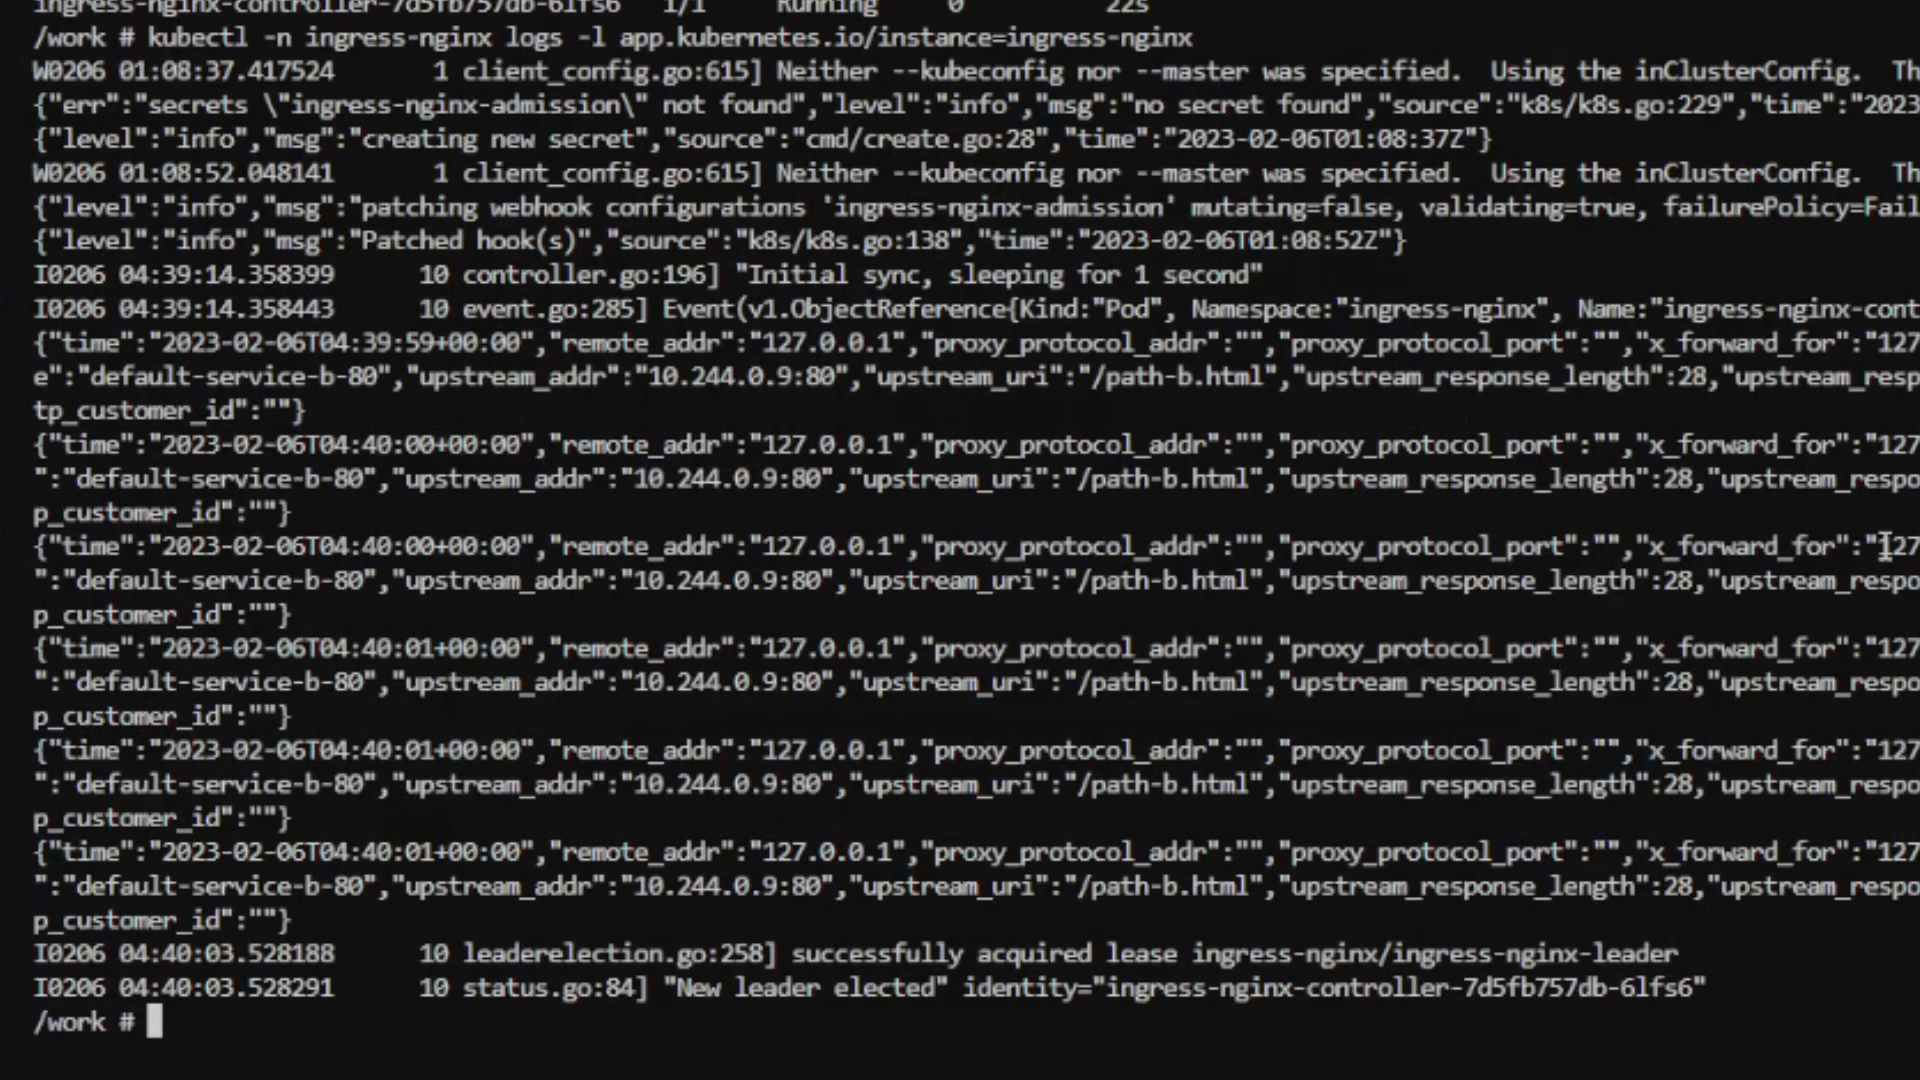 ingress-nginx-controller-7d5fb757db-6lfs6   1/1     Running     0          22s
/work # kubectl -n ingress-nginx logs -l app.kubernetes.io/instance=ingress-nginx
W0206 01:08:37.417524       1 client_config.go:615] Neither --kubeconfig nor --master was specified.  Using the inClusterConfig.  Th
{"err":"secrets \"ingress-nginx-admission\" not found","level":"info","msg":"no secret found","source":"k8s/k8s.go:229","time":"2023
{"level":"info","msg":"creating new secret","source":"cmd/create.go:28","time":"2023-02-06T01:08:37Z"}
W0206 01:08:52.048141       1 client_config.go:615] Neither --kubeconfig nor --master was specified.  Using the inClusterConfig.  Th
{"level":"info","msg":"patching webhook configurations 'ingress-nginx-admission' mutating=false, validating=true, failurePolicy=Fail
{"level":"info","msg":"Patched hook(s)","source":"k8s/k8s.go:138","time":"2023-02-06T01:08:52Z"}
I0206 04:39:14.358399      10 controller.go:196] "Initial sync, sleeping for 1 second"
I0206 04:39:14.358443      10 event.go:285] Event(v1.ObjectReference{Kind:"Pod", Namespace:"ingress-nginx", Name:"ingress-nginx-cont
{"time":"2023-02-06T04:39:59+00:00","remote_addr":"127.0.0.1","proxy_protocol_addr":"","proxy_protocol_port":"","x_forward_for":"127
e":"default-service-b-80","upstream_addr":"10.244.0.9:80","upstream_uri":"/path-b.html","upstream_response_length":28,"upstream_resp
tp_customer_id":""}
{"time":"2023-02-06T04:40:00+00:00","remote_addr":"127.0.0.1","proxy_protocol_addr":"","proxy_protocol_port":"","x_forward_for":"127
":"default-service-b-80","upstream_addr":"10.244.0.9:80","upstream_uri":"/path-b.html","upstream_response_length":28,"upstream_respo
p_customer_id":""}
{"time":"2023-02-06T04:40:00+00:00","remote_addr":"127.0.0.1","proxy_protocol_addr":"","proxy_protocol_port":"","x_forward_for":"127
":"default-service-b-80","upstream_addr":"10.244.0.9:80","upstream_uri":"/path-b.html","upstream_response_length":28,"upstream_respo
p_customer_id":""}
{"time":"2023-02-06T04:40:01+00:00","remote_addr":"127.0.0.1","proxy_protocol_addr":"","proxy_protocol_port":"","x_forward_for":"127
":"default-service-b-80","upstream_addr":"10.244.0.9:80","upstream_uri":"/path-b.html","upstream_response_length":28,"upstream_respo
p_customer_id":""}
{"time":"2023-02-06T04:40:01+00:00","remote_addr":"127.0.0.1","proxy_protocol_addr":"","proxy_protocol_port":"","x_forward_for":"127
":"default-service-b-80","upstream_addr":"10.244.0.9:80","upstream_uri":"/path-b.html","upstream_response_length":28,"upstream_respo
p_customer_id":""}
{"time":"2023-02-06T04:40:01+00:00","remote_addr":"127.0.0.1","proxy_protocol_addr":"","proxy_protocol_port":"","x_forward_for":"127
":"default-service-b-80","upstream_addr":"10.244.0.9:80","upstream_uri":"/path-b.html","upstream_response_length":28,"upstream_respo
p_customer_id":""}
I0206 04:40:03.528188      10 leaderelection.go:258] successfully acquired lease ingress-nginx/ingress-nginx-leader
I0206 04:40:03.528291      10 status.go:84] "New leader elected" identity="ingress-nginx-controller-7d5fb757db-6lfs6"
/work #